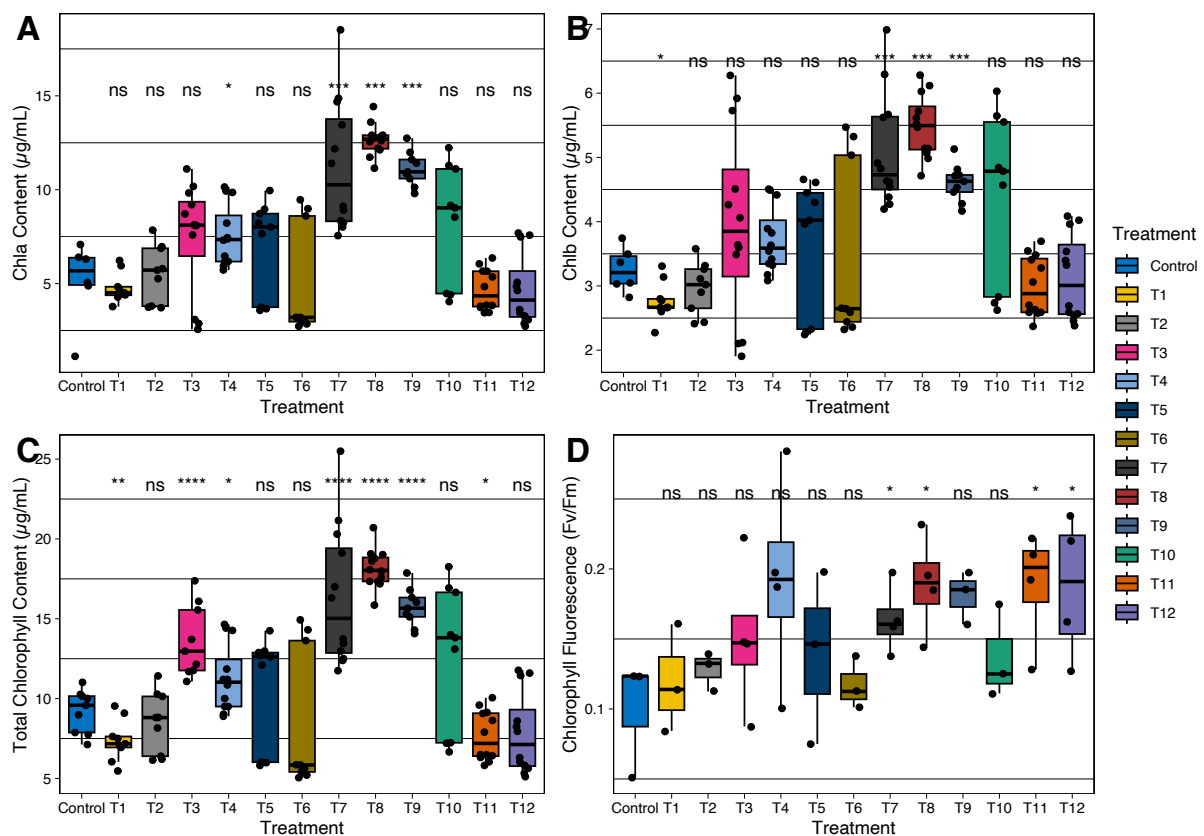 A
Chla Content (µg/mL)
15
10
5
ns ns ns * ns ns *** *** *** ns ns ns
Control T1 T2 T3 T4 T5 T6 T7 T8 T9 T10 T11 T12
Treatment
B
Chlb Content (µg/mL)
7
6
5
4
3
2
* ns ns ns ns ns *** *** *** ns ns ns
Control T1 T2 T3 T4 T5 T6 T7 T8 T9 T10 T11 T12
Treatment
C
Total Chlorophyll Content (µg/mL)
25
20
15
10
5
** ns **** * ns ns **** **** **** ns * ns
Control T1 T2 T3 T4 T5 T6 T7 T8 T9 T10 T11 T12
Treatment
D
Chlorophyll Fluorescence (Fv/Fm)
0.2
0.1
ns ns ns ns ns ns * * ns ns * *
Control T1 T2 T3 T4 T5 T6 T7 T8 T9 T10 T11 T12
Treatment
Treatment
Control
T1
T2
T3
T4
T5
T6
T7
T8
T9
T10
T11
T12